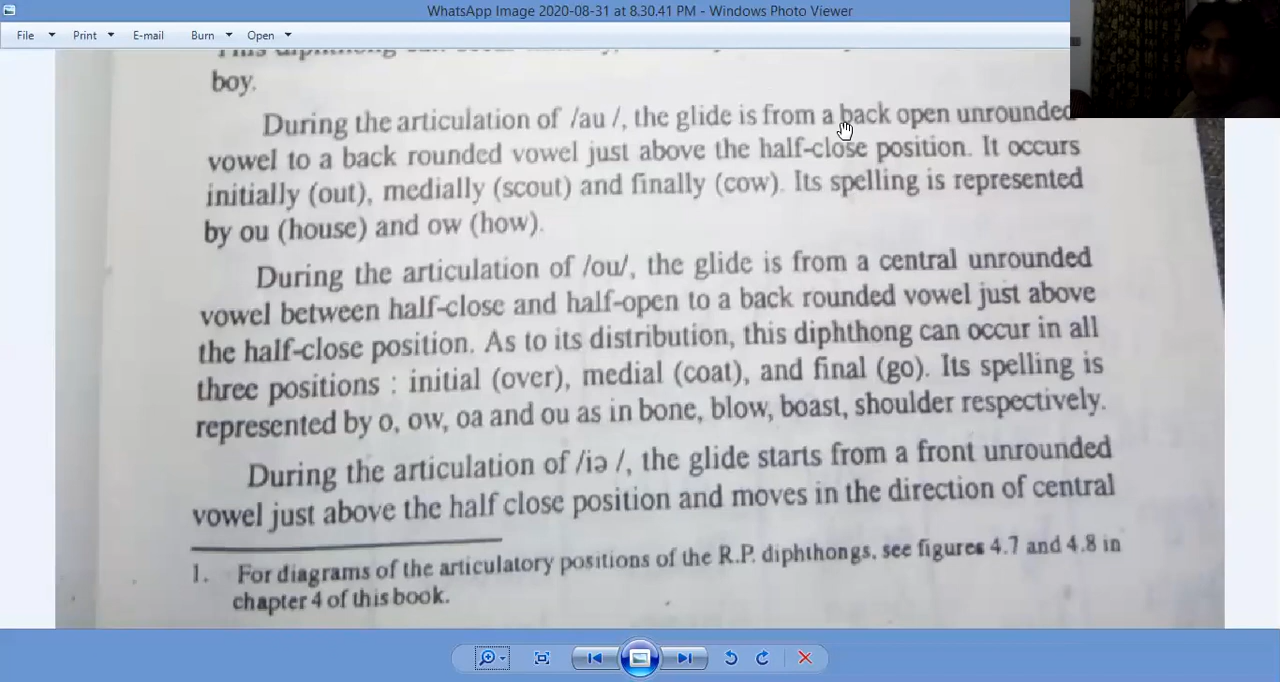 WhatsApp Image 2020-08-31 at 8.30.41 PM - Windows Photo Viewer
File Print E-mail Burn Open
This diphthong can occur
boy.
During the articulation of /au /, the glide is from a back open unrounded
vowel to a back rounded vowel just above the half-close position. It occurs
initially (out), medially (scout) and finally (cow). Its spelling is represented
by ou (house) and ow (how).
During the articulation of /ou/, the glide is from a central unrounded
vowel between half-close and half-open to a back rounded vowel just above
the half-close position. As to its distribution, this diphthong can occur in all
three positions : initial (over), medial (coat), and final (go). Its spelling is
represented by o, ow, oa and ou as in bone, blow, boast, shoulder respectively.
During the articulation of /iə /, the glide starts from a front unrounded
vowel just above the half close position and moves in the direction of central
1. For diagrams of the articulatory positions of the R.P. diphthongs, see figures 4.7 and 4.8 in
chapter 4 of this book.